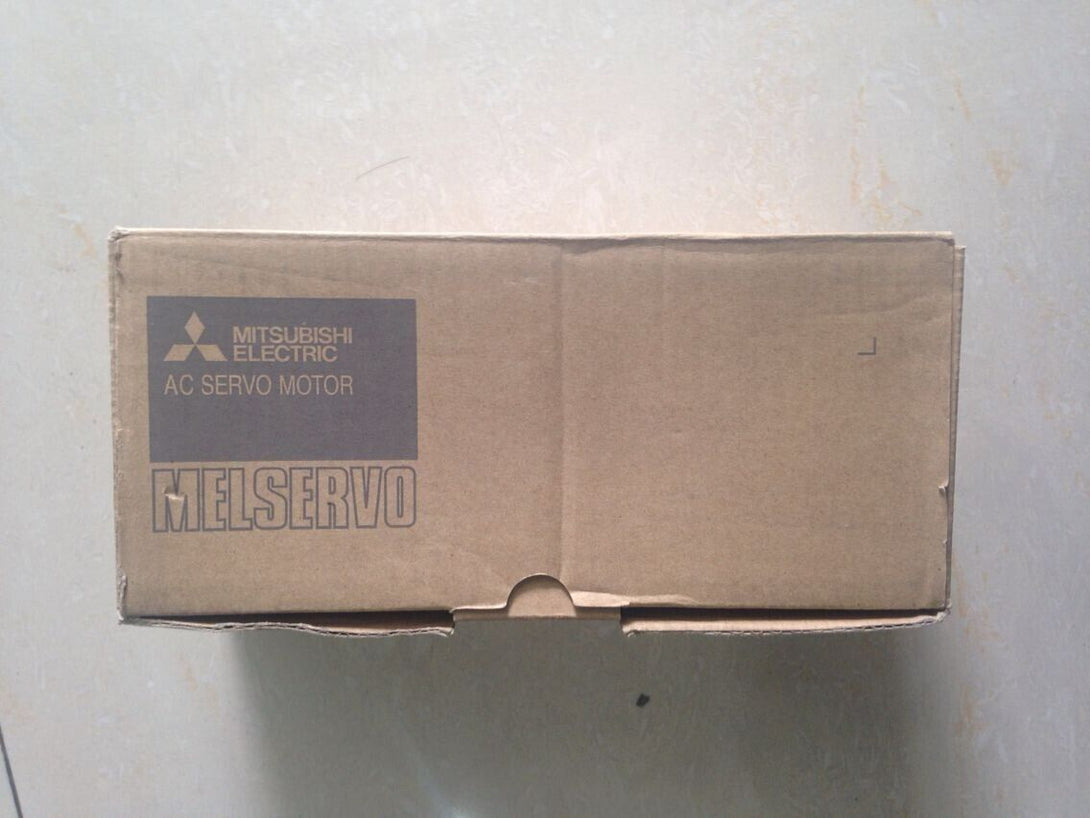 MITSUBISHI
ELECTRIC
AC SERVO MOTOR
MELSERVO